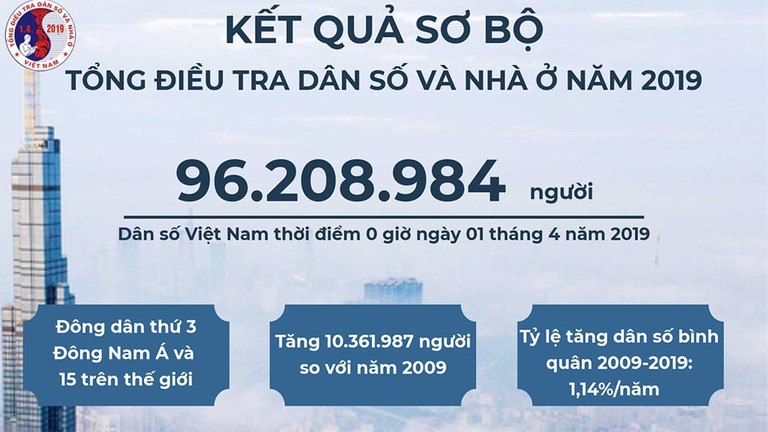 TỔNG ĐIỀU TRA DÂN SỐ VÀ NHÀ Ở
1.4
2019
VIỆT NAM
KẾT QUẢ SƠ BỘ
TỔNG ĐIỀU TRA DÂN SỐ VÀ NHÀ Ở NĂM 2019
96.208.984 người
Dân số Việt Nam thời điểm 0 giờ ngày 01 tháng 4 năm 2019
Đông dân thứ 3
Đông Nam Á và
15 trên thế giới
Tăng 10.361.987 người
so với năm 2009
Tỷ lệ tăng dân số bình
quân 2009-2019:
1,14%/năm